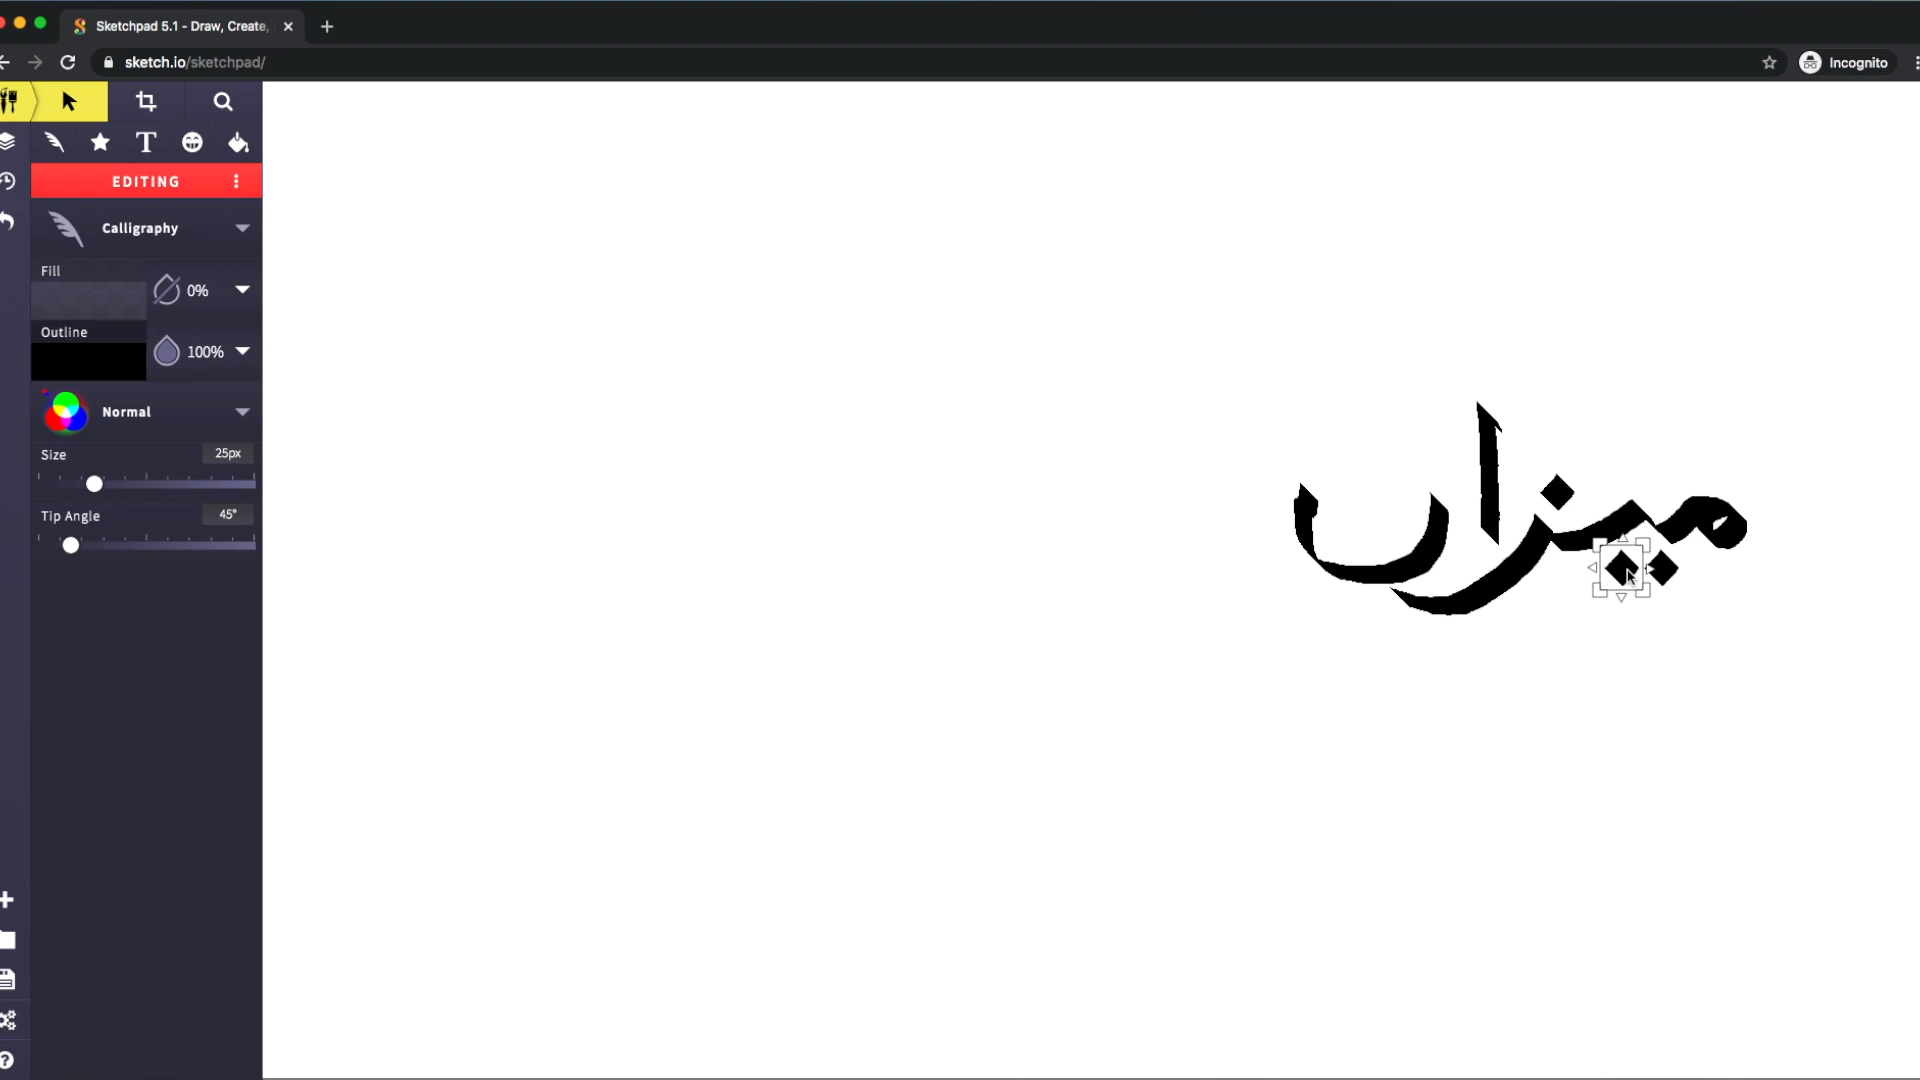 Sketchpad 5.1 - Draw, Create,
sketch.io/sketchpad/
Incognito
T
EDITING
Calligraphy
Fill
0%
Outline
100%
Normal
Size
25px
Tip Angle
45°
میزاں